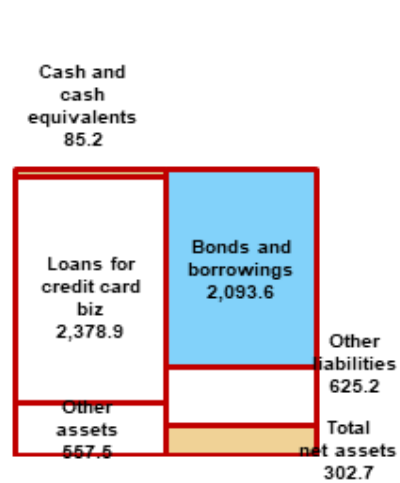 Cash and
cash
equivalents
85.2
Loans for
credit card
biz
2,378.9
Other
assets
557.5
Bonds and
borrowings
2,093.6
Other
liabilities
625.2
Total
net assets
302.7